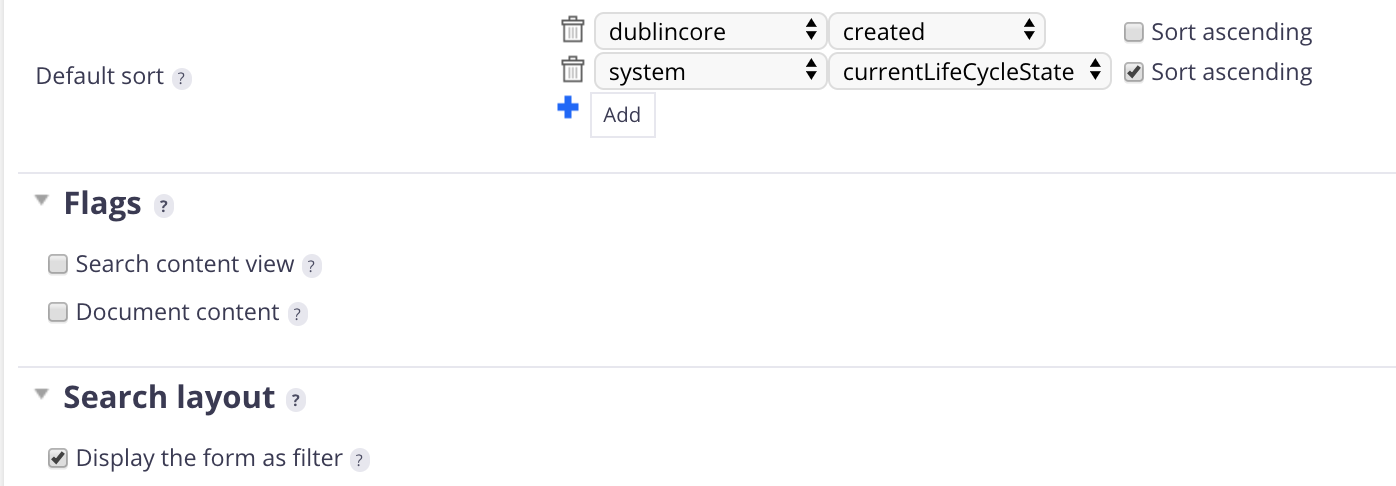 dublincore created Sort ascending
Default sort ? system currentLifeCycleState Sort ascending
Add
Flags ?
Search content view ?
Document content ?
Search layout ?
Display the form as filter ?